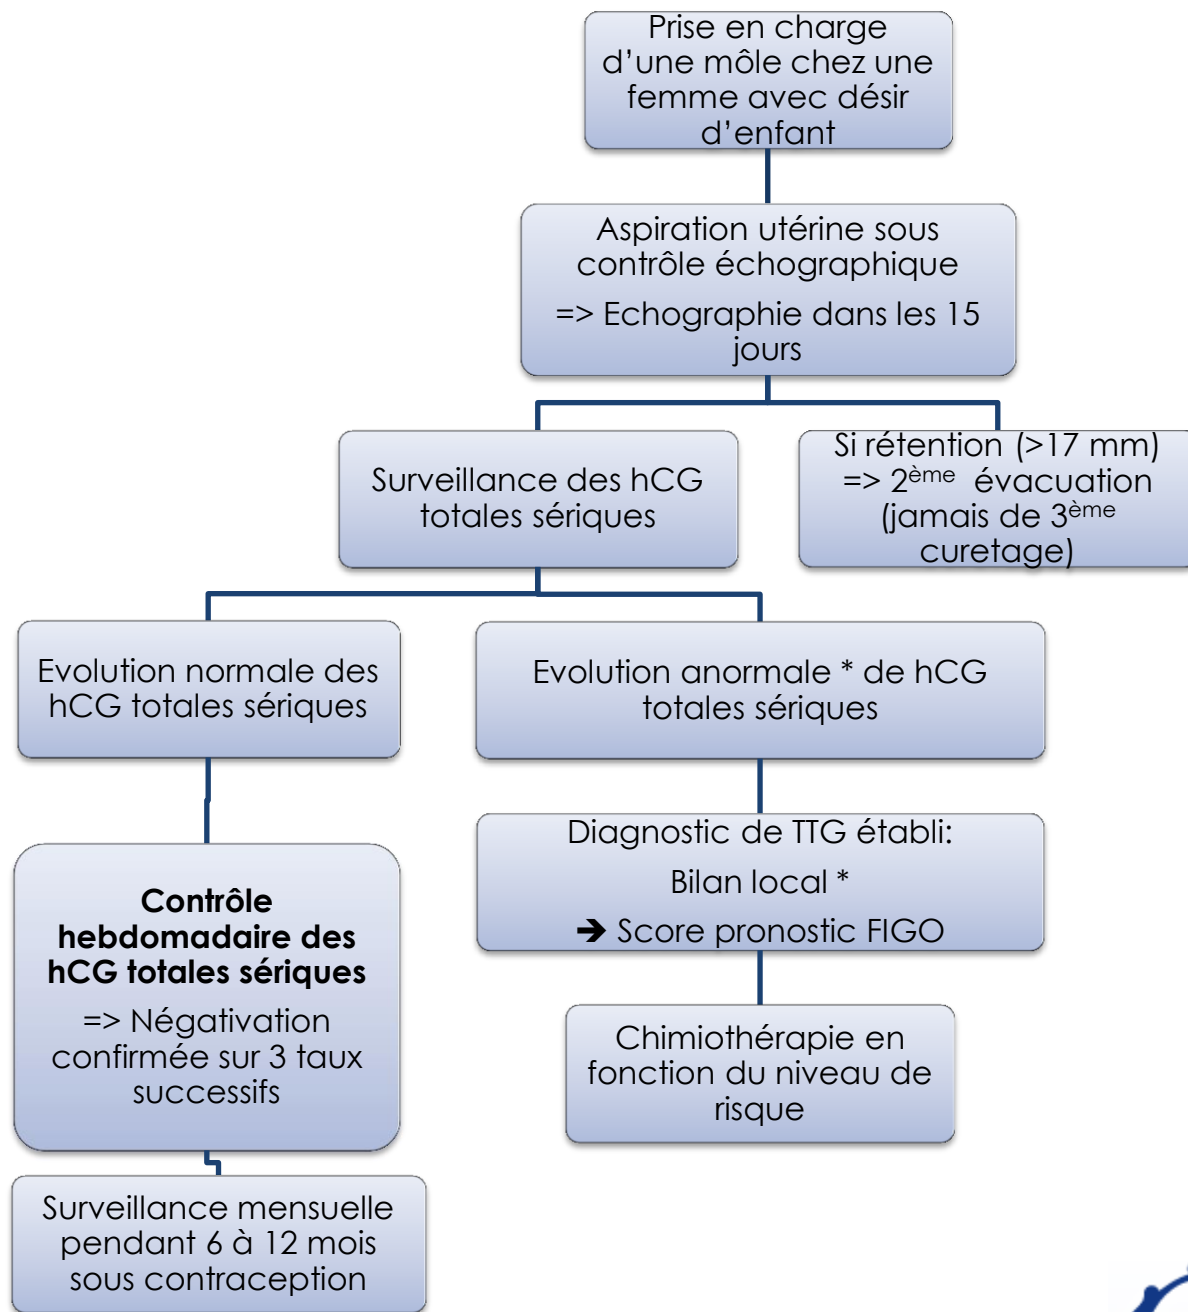 Prise en charge
d’une môle chez une
femme avec désir
d’enfant
Aspiration utérine sous
contrôle échographique
=> Echographie dans les 15
jours
Surveillance des hCG
totales sériques
Si rétention (>17 mm)
=> 2ème évacuation
(jamais de 3ème
curetage)
Evolution normale des
hCG totales sériques
Evolution anormale * de hCG
totales sériques
Contrôle
hebdomadaire des
hCG totales sériques
=> Négativation
confirmée sur 3 taux
successifs
Diagnostic de TTG établi:
Bilan local *
➔ Score pronostic FIGO
Chimiothérapie en
fonction du niveau de
risque
Surveillance mensuelle
pendant 6 à 12 mois
sous contraception